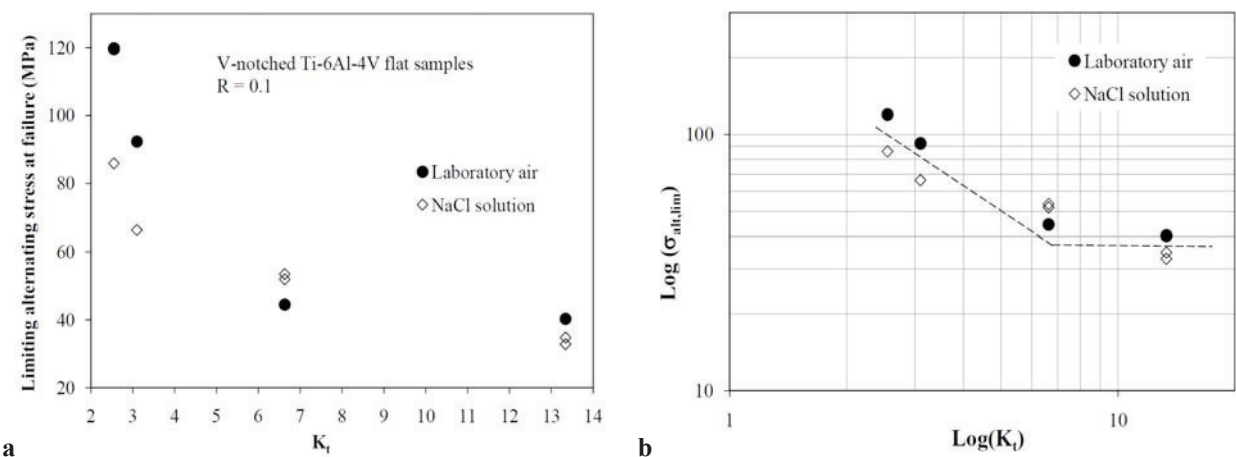 Limiting alternating stress at failure (MPa)
120
100
80
60
40
20
V-notched Ti-6Al-4V flat samples
R = 0.1
Laboratory air
NaCl solution
2 3 4 5 6 7 8 9 10 11 12 13 14
Kt
a
Log (σalt,lim)
100
10
Laboratory air
NaCl solution
1 10
Log(Kt)
b